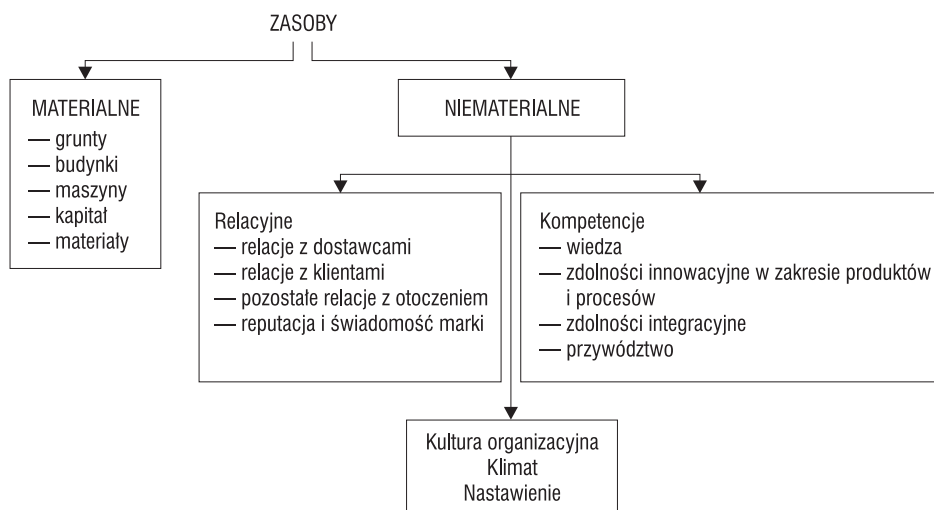 ZASOBY
MATERIALNE
— grunty
— budynki
— maszyny
— kapitał
— materiały
NIEMATERIALNE
Relacyjne
— relacje z dostawcami
— relacje z klientami
— pozostałe relacje z otoczeniem
— reputacja i świadomość marki
Kompetencje
— wiedza
— zdolności innowacyjne w zakresie produktów
i procesów
— zdolności integracyjne
— przywództwo
Kultura organizacyjna
Klimat
Nastawienie